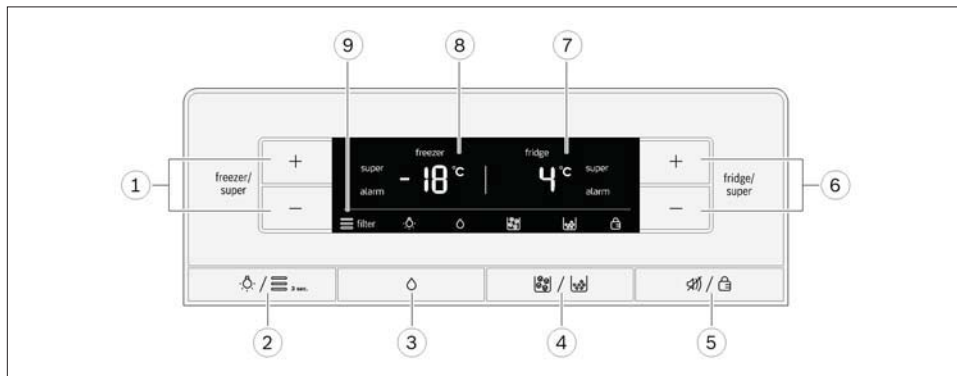 9 8 7
freezer fridge
super -18 °C 4 °C super
alarm alarm
filter
+ +
1 freezer/ super fridge/ super 6
− −
/ 3 sec. / /
2 3 4 5